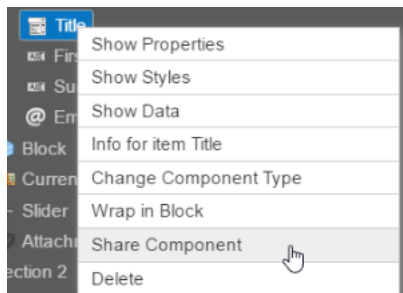 Title
Show Properties
Show Styles
Show Data
Info for item Title
Change Component Type
Wrap in Block
Share Component
Delete
Block
Slider